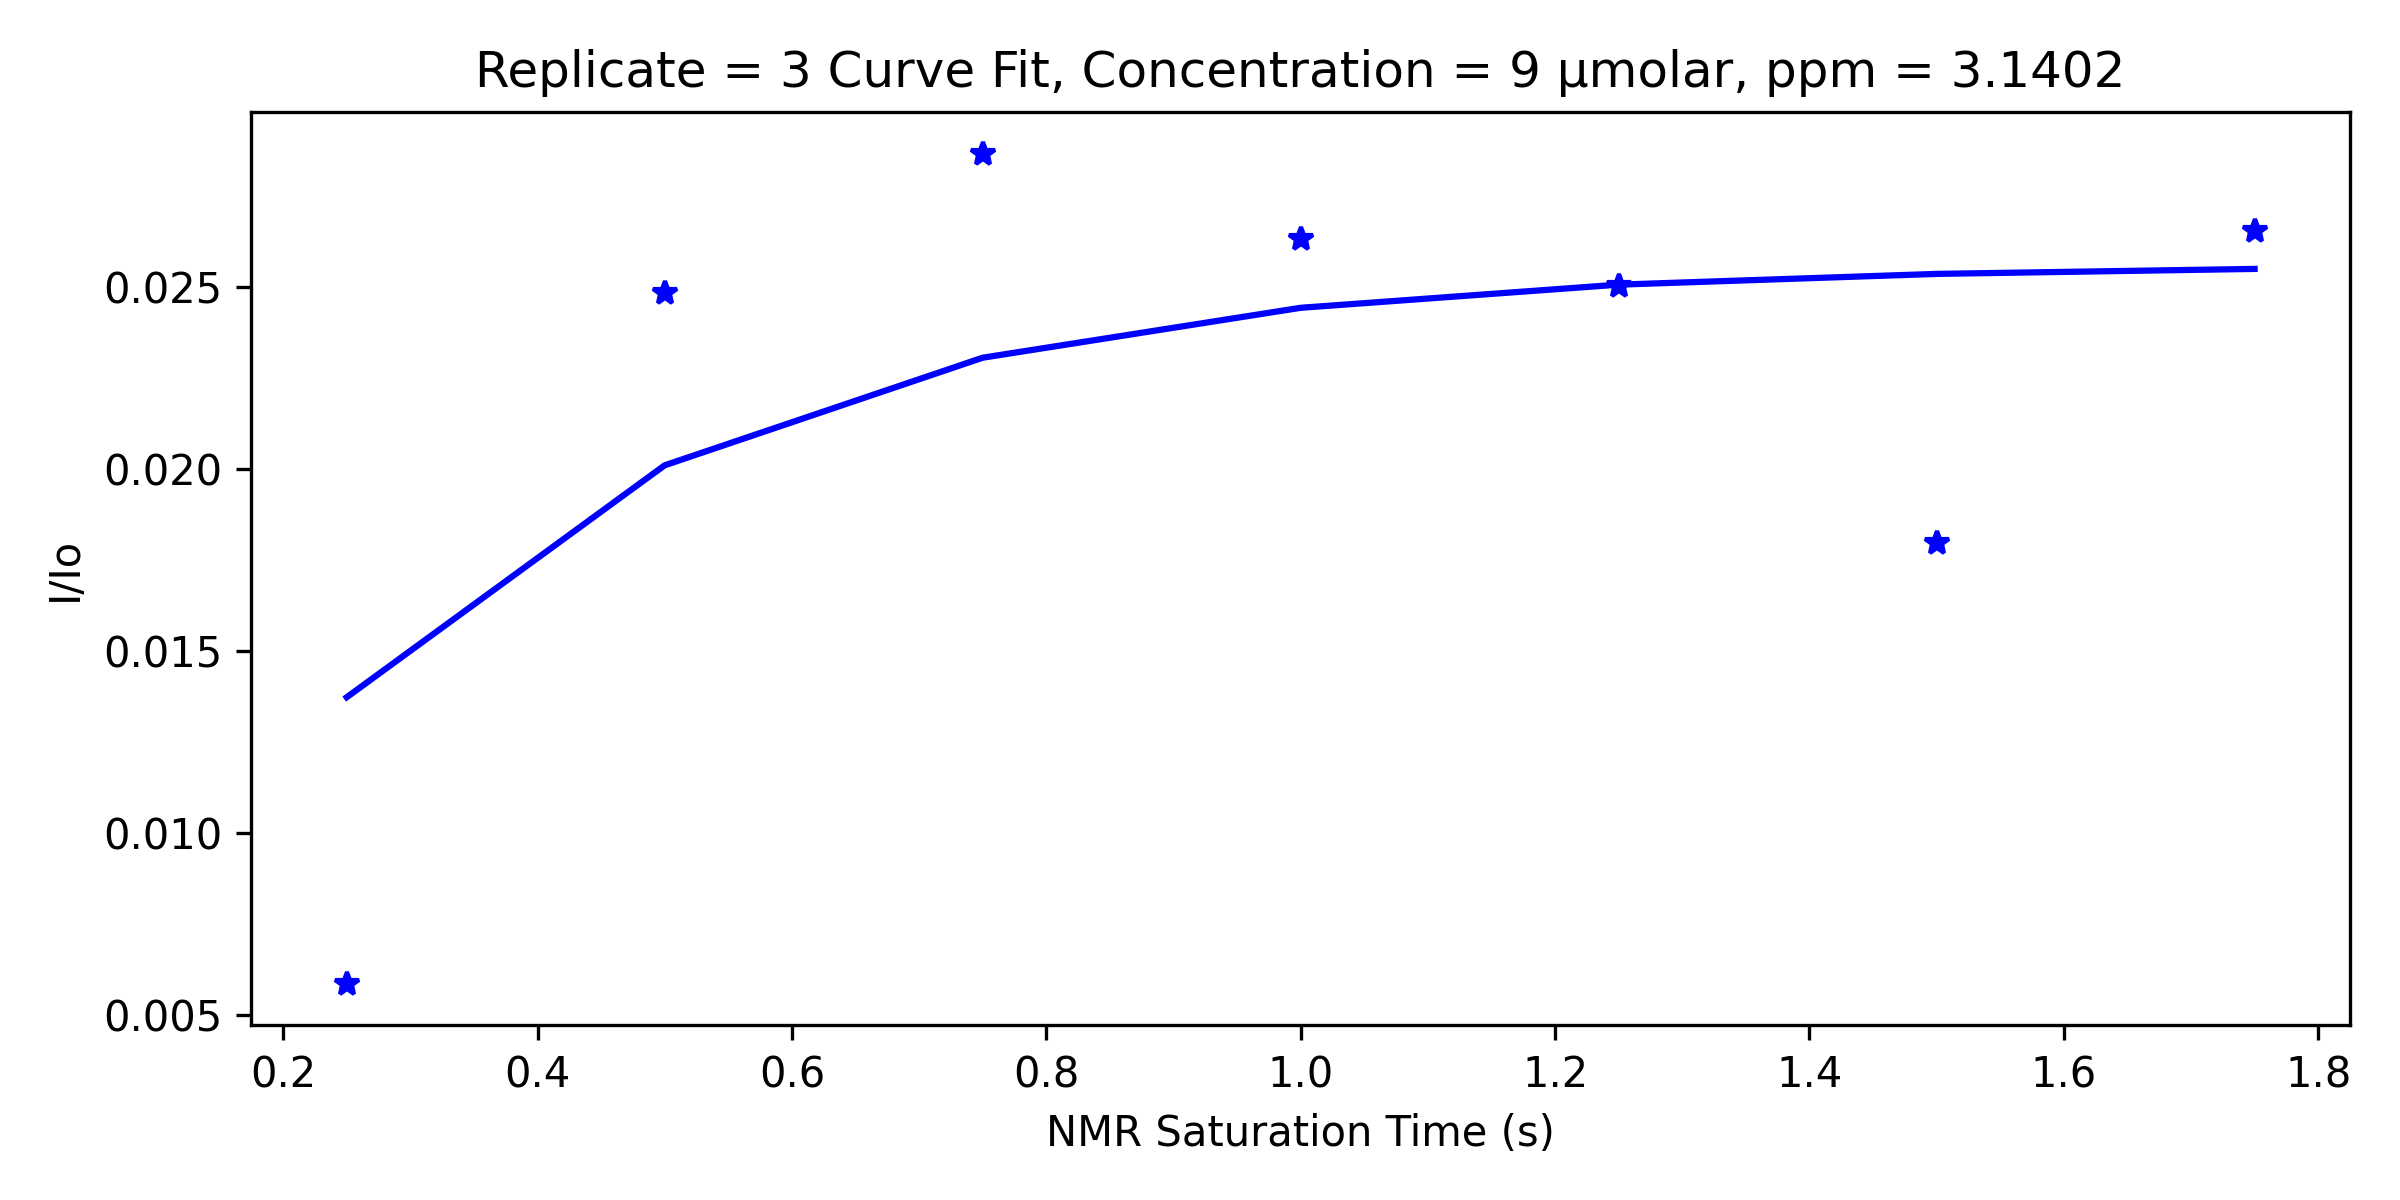 Replicate = 3 Curve Fit, Concentration = 9 μmolar, ppm = 3.1402
I/Io
0.025
0.020
0.015
0.010
0.005
0.2 0.4 0.6 0.8 1.0 1.2 1.4 1.6 1.8
NMR Saturation Time (s)